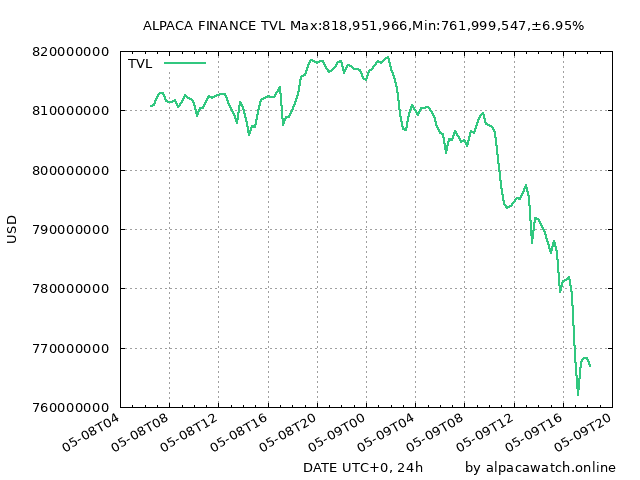 ALPACA FINANCE TVL Max:818,951,966,Min:761,999,547,±6.95%
820000000
TVL
810000000
800000000
790000000
USD
780000000
770000000
760000000
05-08T04
05-08T08
05-08T12
05-08T16
05-08T20
05-09T00
05-09T04
05-09T08
05-09T12
05-09T16
05-09T20
DATE UTC+0, 24h
by alpacawatch.online